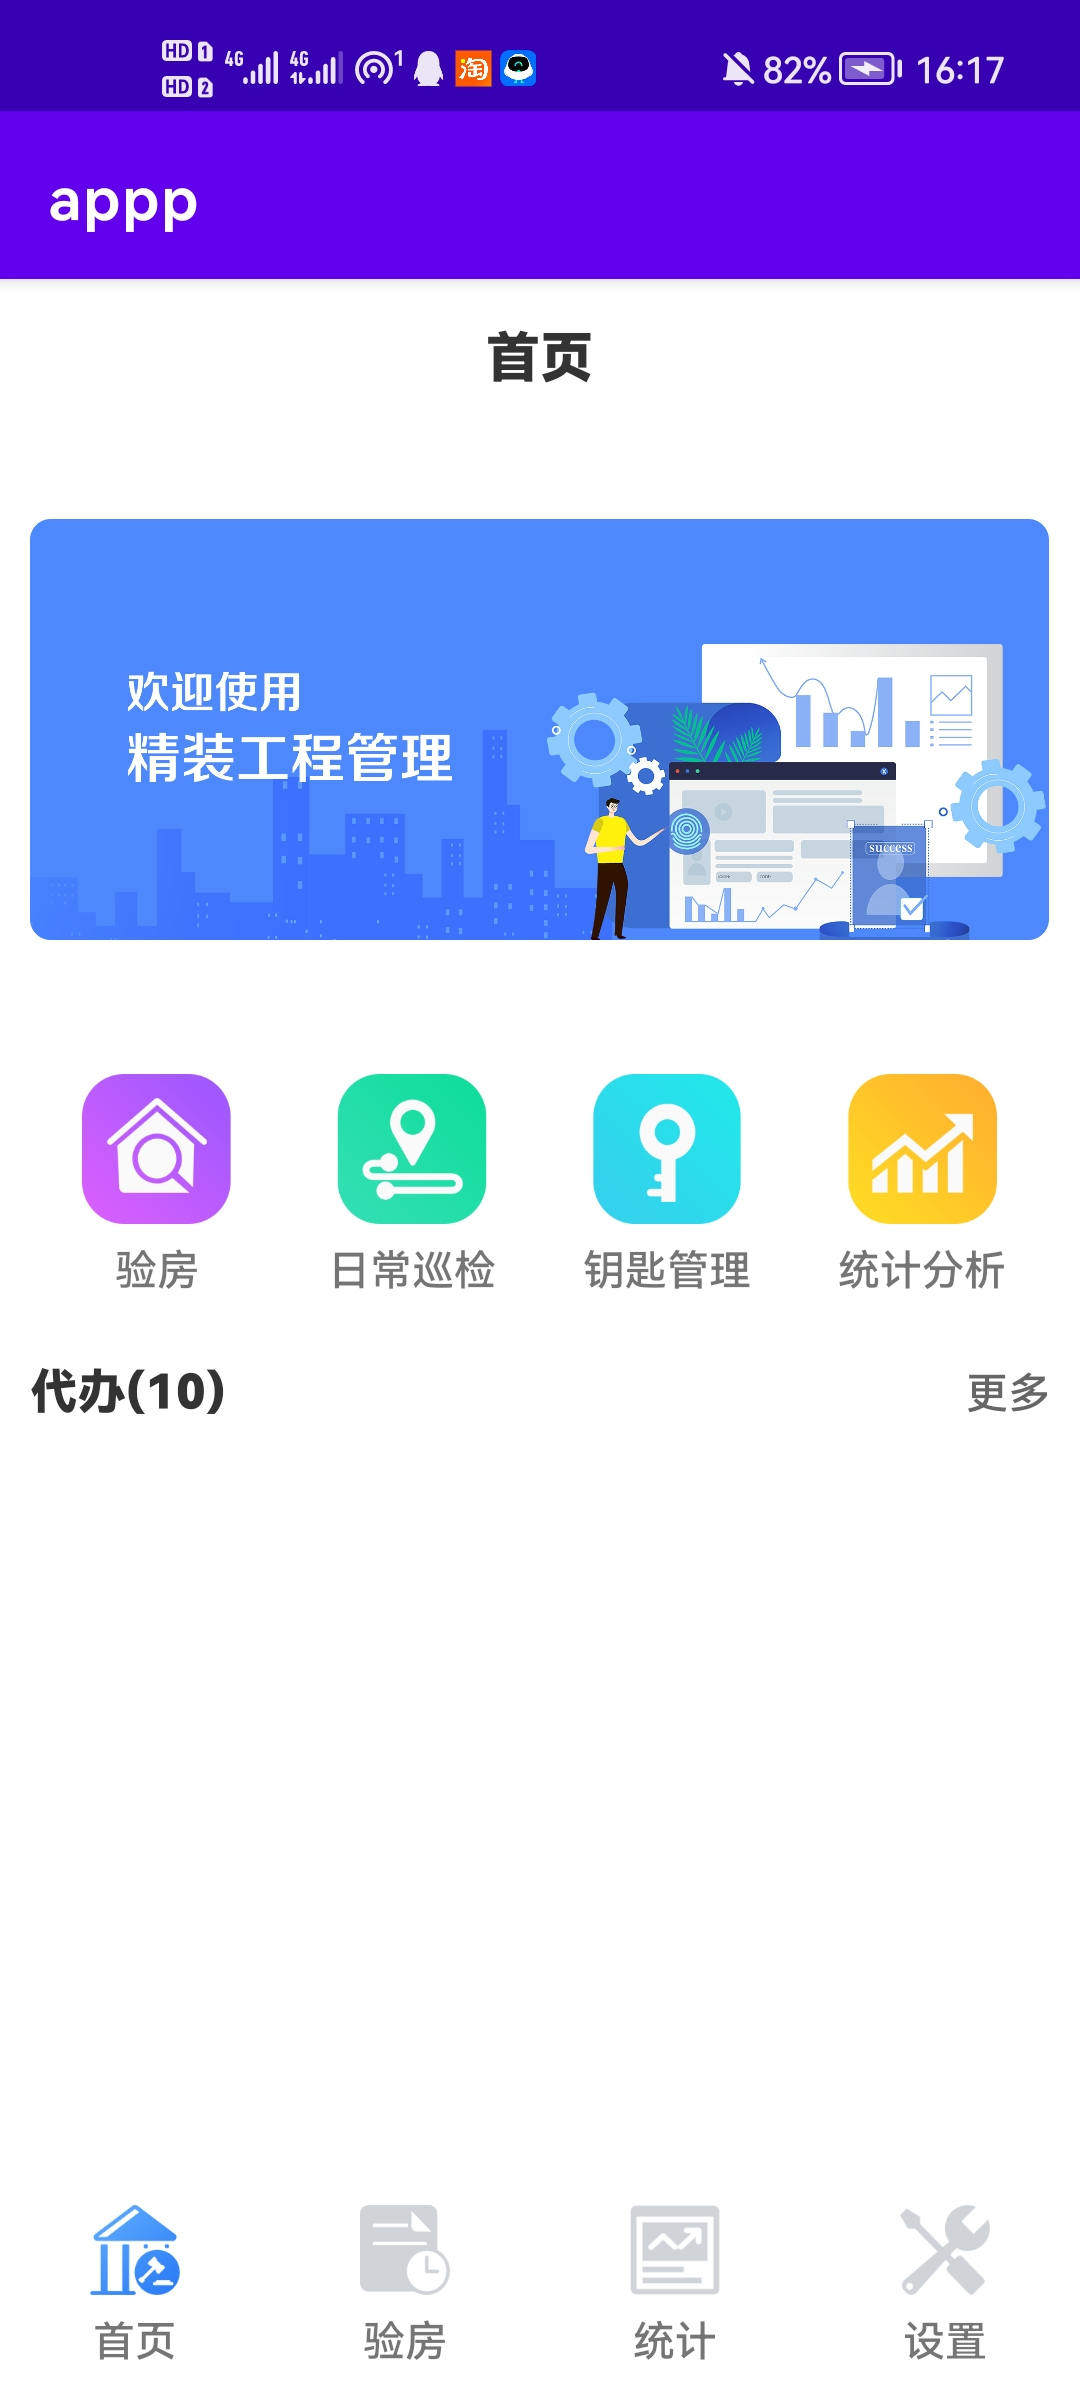 HD 1 4G 4G 1 淘 82% 16:17
HD 2
appp
首页
欢迎使用
精装工程管理
success
验房 日常巡检 钥匙管理 统计分析
代办(10) 更多
首页 验房 统计 设置